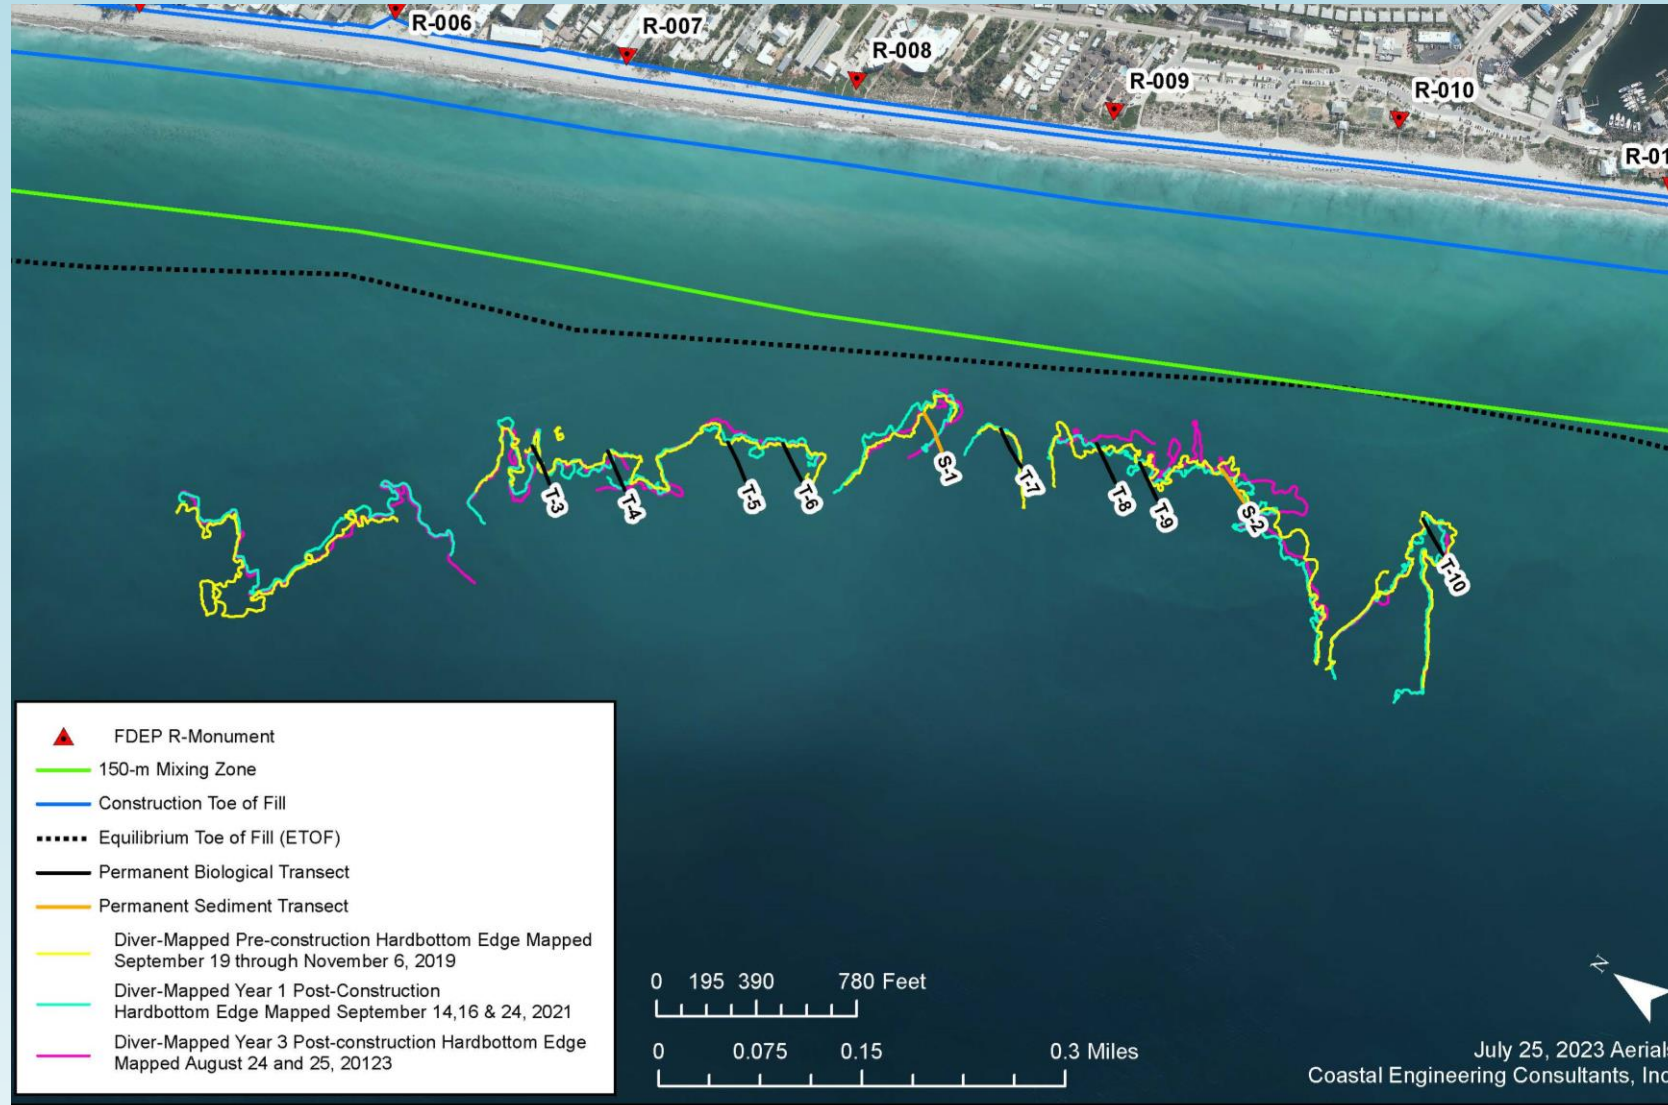 R-006
R-007
R-008
R-009
R-010
R-01
T-3
T-4
T-5
T-6
S-1
T-7
T-8
T-9
S-2
T-10
FDEP R-Monument
150-m Mixing Zone
Construction Toe of Fill
Equilibrium Toe of Fill (ETOF)
Permanent Biological Transect
Permanent Sediment Transect
Diver-Mapped Pre-construction Hardbottom Edge Mapped
September 19 through November 6, 2019
Diver-Mapped Year 1 Post-Construction
Hardbottom Edge Mapped September 14,16 & 24, 2021
Diver-Mapped Year 3 Post-construction Hardbottom Edge
Mapped August 24 and 25, 20123
0 195 390 780 Feet
0 0.075 0.15 0.3 Miles
N
July 25, 2023 Aerials
Coastal Engineering Consultants, Inc